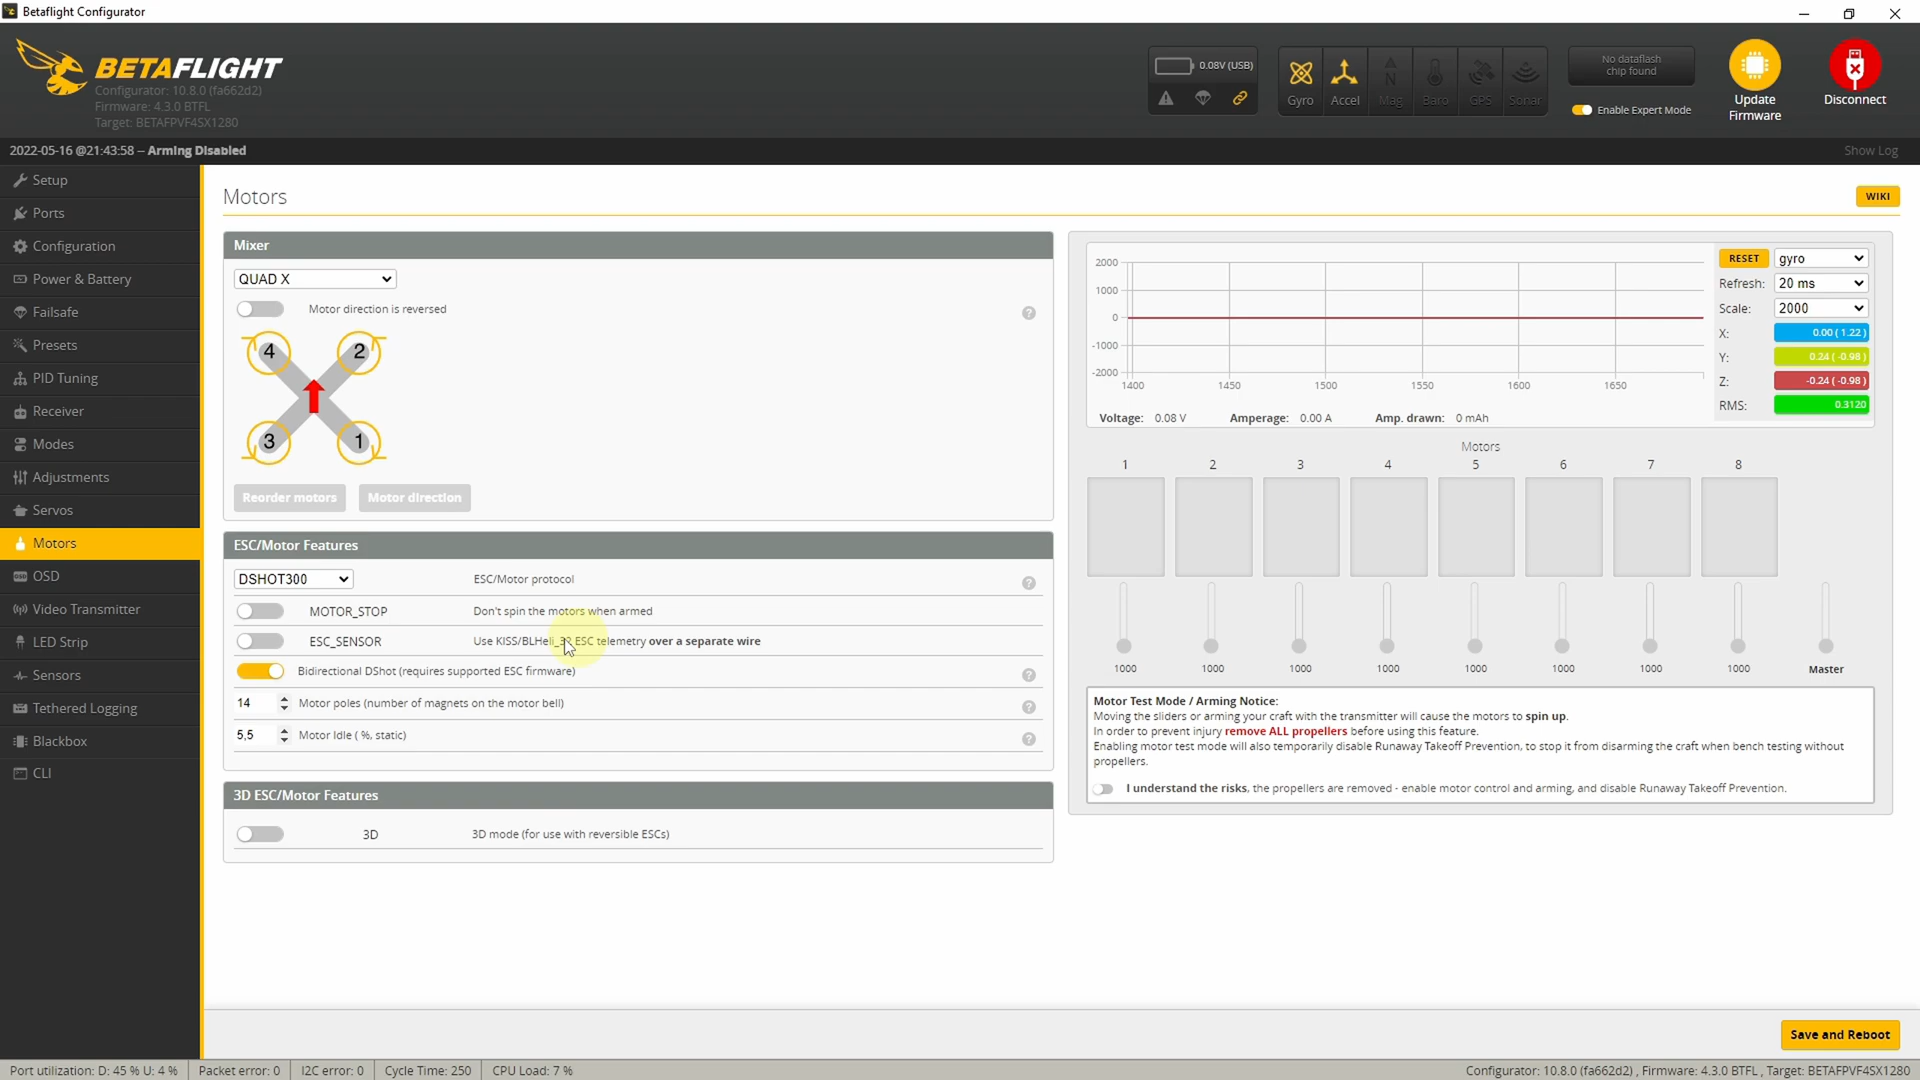 Betaflight Configurator
BETAFLIGHT
Configurator: 10.8.0 (fa662d2)
Firmware: 4.3.0 BTFL
Target: BETAFPVF4SX1280
0.08V (USB)
Gyro
Accel
Mag
Baro
GPS
Sonar
No dataflash
chip found
Enable Expert Mode
Update
Firmware
Disconnect
2022-05-16 @21:43:58 -- Arming Disabled
Show Log
Setup
Ports
Configuration
Power & Battery
Failsafe
Presets
PID Tuning
Receiver
Modes
Adjustments
Servos
Motors
OSD
Video Transmitter
LED Strip
Sensors
Tethered Logging
Blackbox
CLI
Motors
WIKI
Mixer
QUAD X
Motor direction is reversed
4
2
3
1
Reorder motors
Motor direction
ESC/Motor Features
DSHOT300
ESC/Motor protocol
MOTOR_STOP
Don't spin the motors when armed
ESC_SENSOR
Use KISS/BLHeli_32 ESC telemetry over a separate wire
Bidirectional DShot (requires supported ESC firmware)
14
Motor poles (number of magnets on the motor bell)
5,5
Motor Idle ( %, static)
3D ESC/Motor Features
3D
3D mode (for use with reversible ESCs)
2000
1000
0
-1000
-2000
1400
1450
1500
1550
1600
1650
RESET
gyro
Refresh:
20 ms
Scale:
2000
X:
0.00 ( 1.22 )
Y:
0.24 ( -0.98 )
Z:
-0.24 ( -0.98 )
RMS:
0.3120
Voltage: 0.08 V
Amperage: 0.00 A
Amp. drawn: 0 mAh
Motors
1
2
3
4
5
6
7
8
1000
1000
1000
1000
1000
1000
1000
1000
Master
Motor Test Mode / Arming Notice:
Moving the sliders or arming your craft with the transmitter will cause the motors to spin up.
In order to prevent injury remove ALL propellers before using this feature.
Enabling motor test mode will also temporarily disable Runaway Takeoff Prevention, to stop it from disarming the craft when bench testing without
propellers.
I understand the risks, the propellers are removed - enable motor control and arming, and disable Runaway Takeoff Prevention.
Save and Reboot
Port utilization: D: 45 % U: 4 %
Packet error: 0
I2C error: 0
Cycle Time: 250
CPU Load: 7 %
Configurator: 10.8.0 (fa662d2) , Firmware: 4.3.0 BTFL , Target: BETAFPVF4SX1280